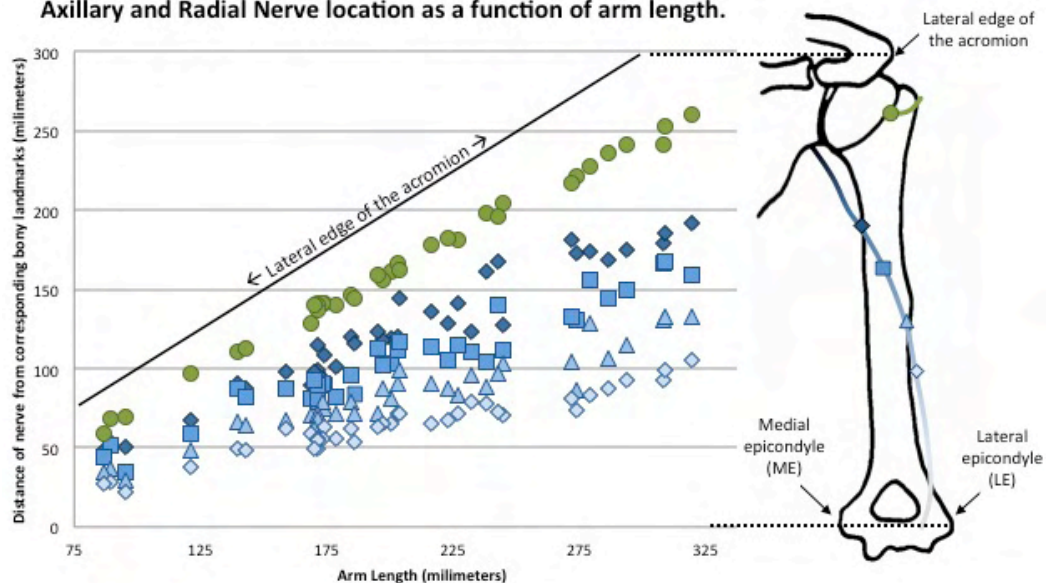 Axillary and Radial Nerve location as a function of arm length.
Distance of nerve from corresponding bony landmarks (milimeters)
300
250
200
150
100
50
0
75
125
175
225
275
325
Arm Length (milimeters)
Lateral edge of the acromion
Lateral edge of
the acromion
Medial
epicondyle
(ME)
Lateral
epicondyle
(LE)